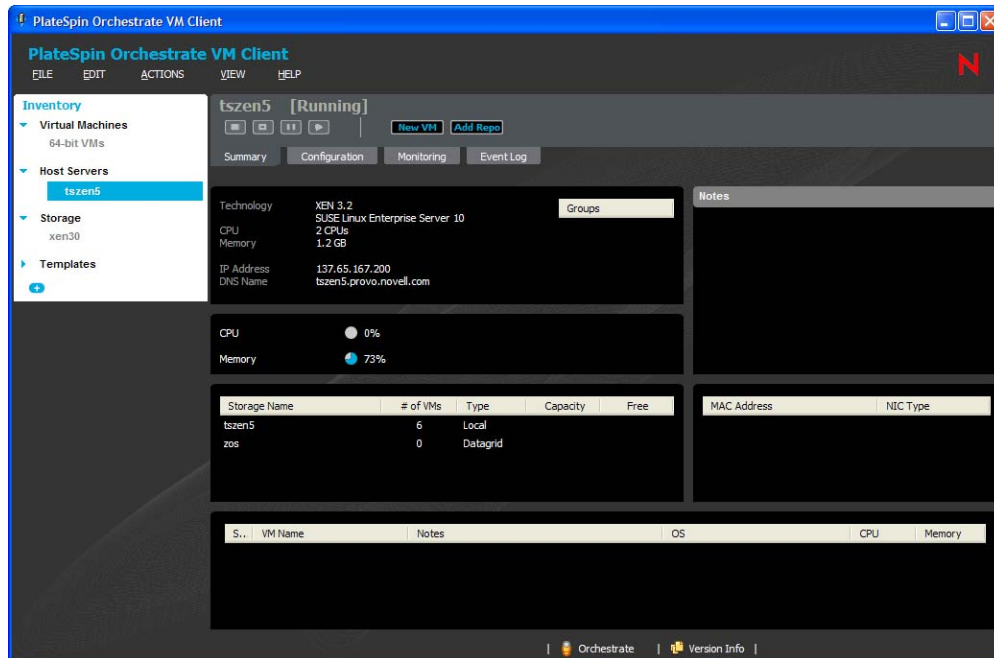 PlateSpin Orchestrate VM Client
PlateSpin Orchestrate VM Client
FILE EDIT ACTIONS VIEW HELP
N
Inventory
Virtual Machines
64-bit VMs
Host Servers
tszen5
Storage
xen30
Templates
tszen5 [Running]
New VM Add Repo
Summary Configuration Monitoring Event Log
Technology XEN 3.2
SUSE Linux Enterprise Server 10
CPU 2 CPUs
Memory 1.2 GB
IP Address 137.65.167.200
DNS Name tszen5.provo.novell.com
Groups
Notes
CPU 0%
Memory 73%
Storage Name # of VMs Type Capacity Free
tszen5 6 Local
zos 0 Datagrid
MAC Address NIC Type
S.. VM Name Notes OS CPU Memory
| Orchestrate | Version Info |